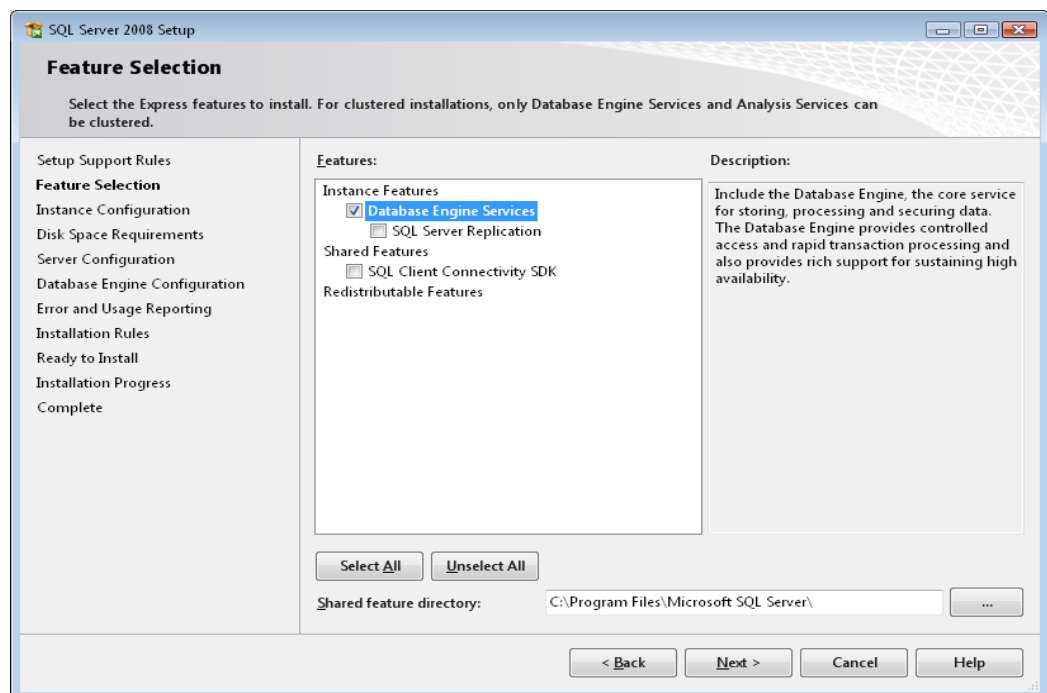 SQL Server 2008 Setup
Feature Selection
Select the Express features to install. For clustered installations, only Database Engine Services and Analysis Services can
be clustered.
Setup Support Rules
Feature Selection
Instance Configuration
Disk Space Requirements
Server Configuration
Database Engine Configuration
Error and Usage Reporting
Installation Rules
Ready to Install
Installation Progress
Complete
Features:
Instance Features
Database Engine Services
SQL Server Replication
Shared Features
SQL Client Connectivity SDK
Redistributable Features
Description:
Include the Database Engine, the core service
for storing, processing and securing data.
The Database Engine provides controlled
access and rapid transaction processing and
also provides rich support for sustaining high
availability.
Select All
Unselect All
Shared feature directory:
C:\Program Files\Microsoft SQL Server\
...
< Back
Next >
Cancel
Help